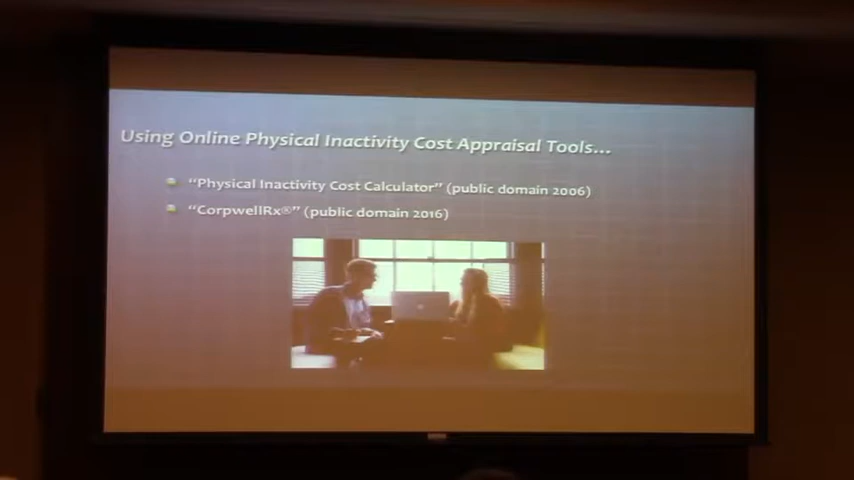 Using Online Physical Inactivity Cost Appraisal Tools...
“Physical Inactivity Cost Calculator” (public domain 2006)
“CorpwellRx®” (public domain 2016)